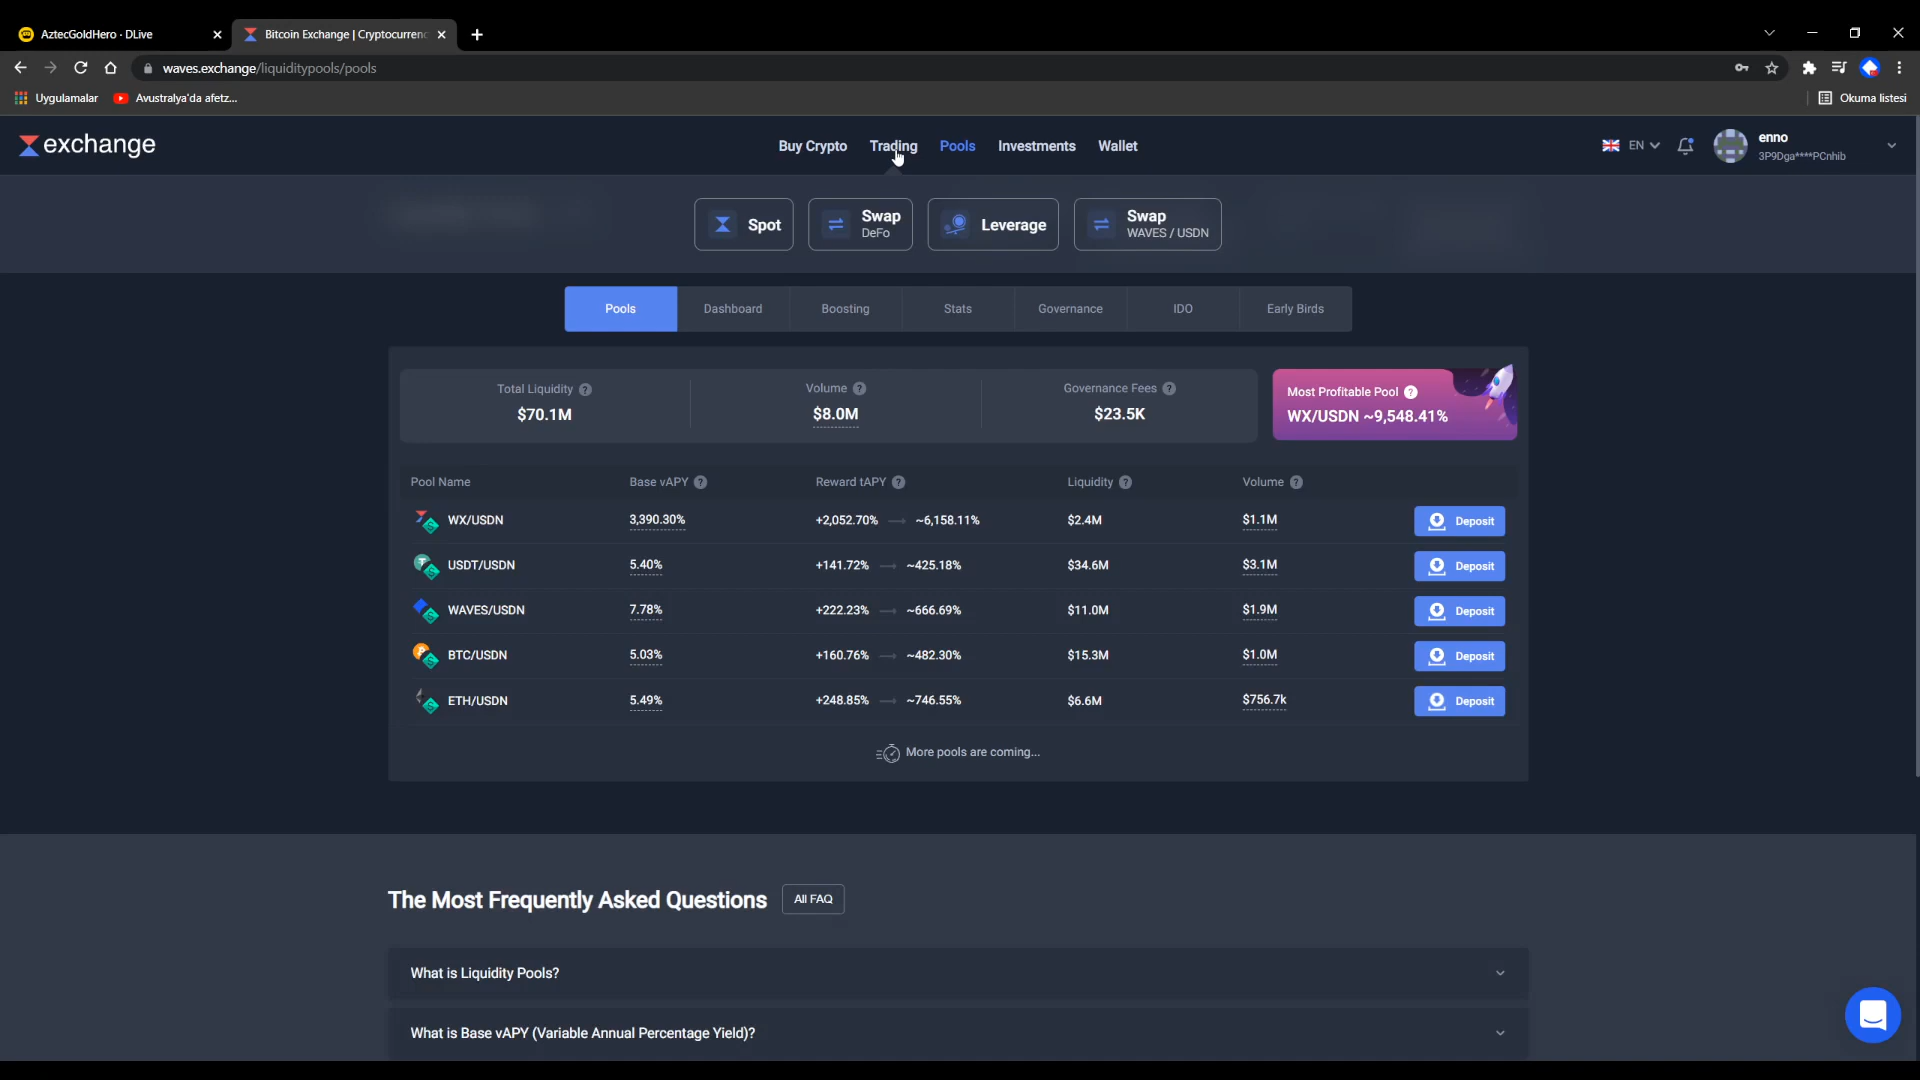 AztecGoldHero · DLive
Bitcoin Exchange | Cryptocurrenc
waves.exchange/liquiditypools/pools
Uygulamalar
Avustralya'da afetz...
Okuma listesi
exchange
Buy Crypto Trading Pools Investments Wallet
EN
enno
3P9Dga****PCnhib
Spot
Swap
DeFo
Leverage
Swap
WAVES / USDN
Pools Dashboard Boosting Stats Governance IDO Early Birds
Total Liquidity ?
$70.1M
Volume ?
$8.0M
Governance Fees ?
$23.5K
Most Profitable Pool ?
WX/USDN ~9,548.41%
Pool Name Base vAPY ? Reward tAPY ? Liquidity ? Volume ?
WX/USDN 3,390.30% +2,052.70% → ~6,158.11% $2.4M $1.1M Deposit
USDT/USDN 5.40% +141.72% → ~425.18% $34.6M $3.1M Deposit
WAVES/USDN 7.78% +222.23% → ~666.69% $11.0M $1.9M Deposit
BTC/USDN 5.03% +160.76% → ~482.30% $15.3M $1.0M Deposit
ETH/USDN 5.49% +248.85% → ~746.55% $6.6M $756.7k Deposit
More pools are coming...
The Most Frequently Asked Questions All FAQ
What is Liquidity Pools?
What is Base vAPY (Variable Annual Percentage Yield)?